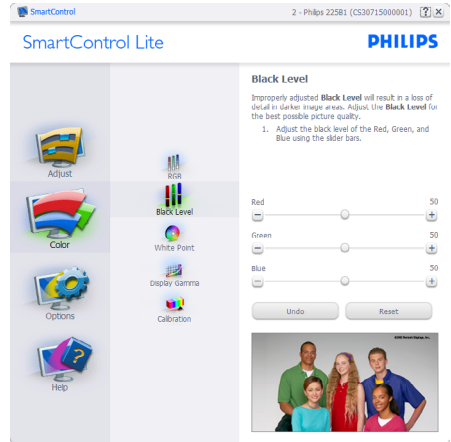 SmartControl
2 - Philips 225B1 (CS30715000001)
? ×
SmartControl Lite
PHILIPS
Adjust
Color
Options
Help
RGB
Black Level
White Point
Display Gamma
Calibration
Black Level
Improperly adjusted Black Level will result in a loss of
detail in darker image areas. Adjust the Black Level for
the best possible picture quality.
1. Adjust the black level of the Red, Green, and
Blue using the slider bars.
Red 50
Green 50
Blue 50
Undo Reset